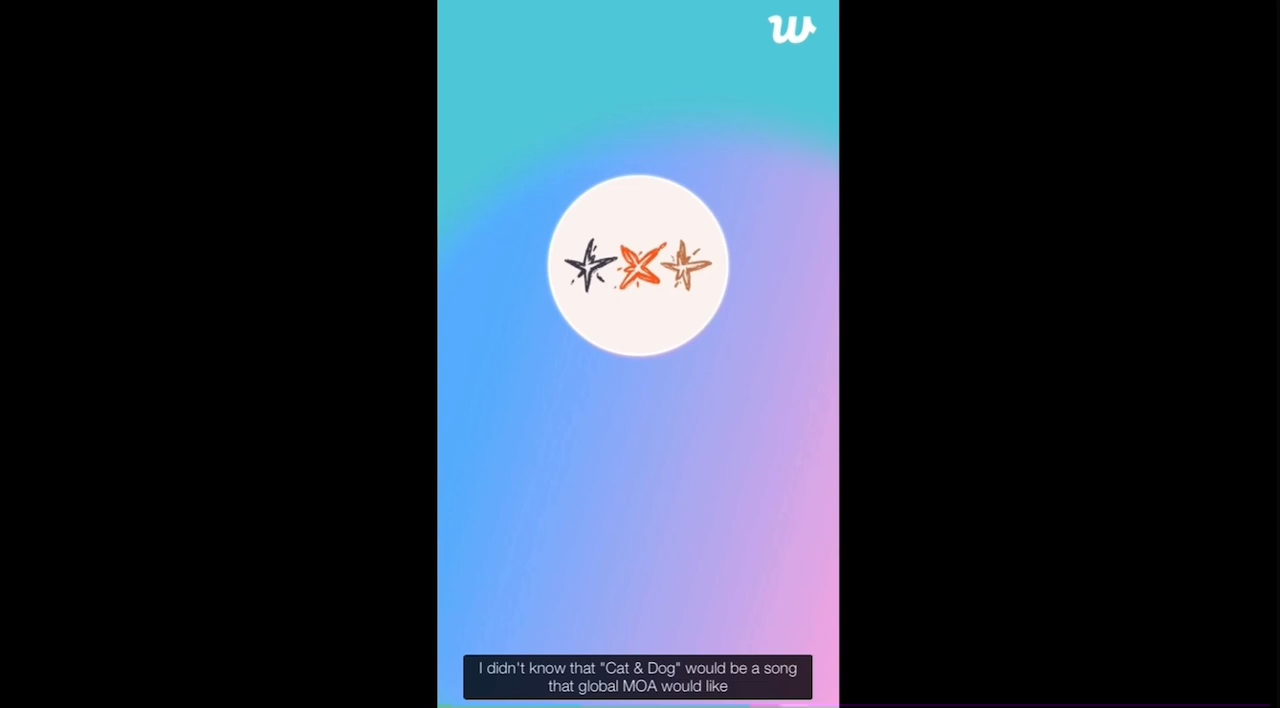 w
I didn't know that "Cat & Dog" would be a song
that global MOA would like